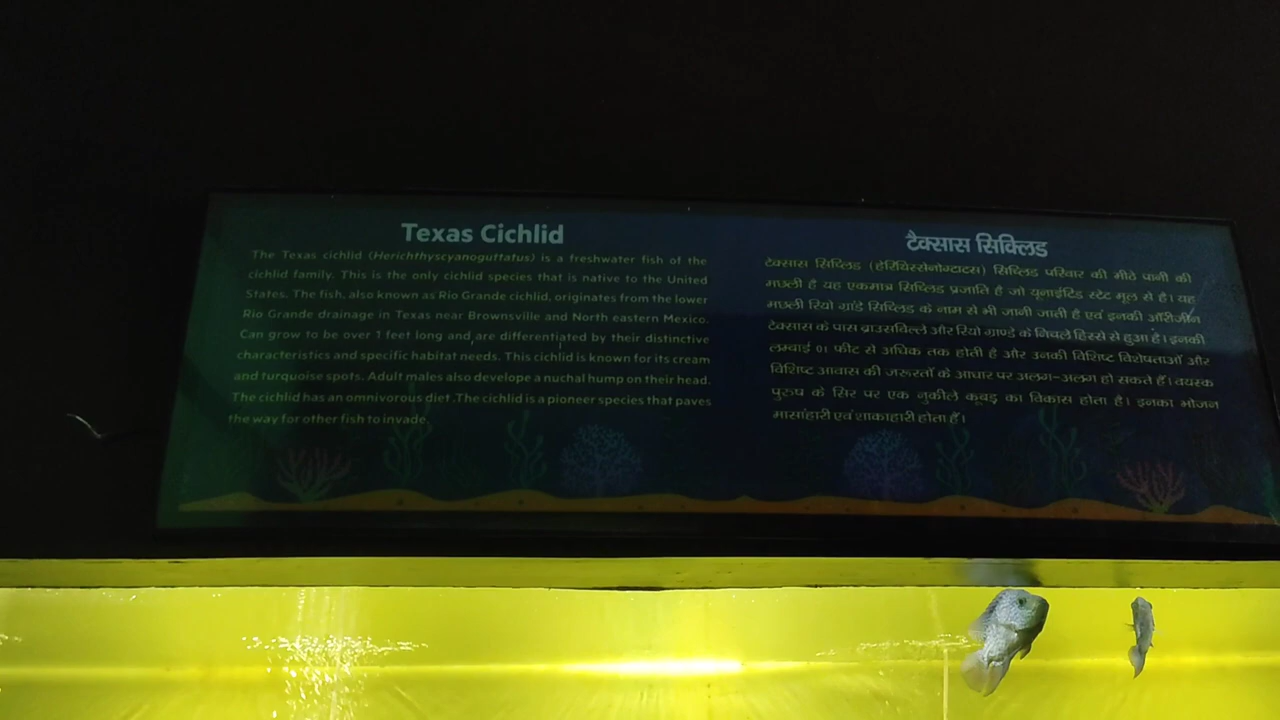 Texas Cichlid
The Texas cichlid (Herichthyscyanoguttatus) is a freshwater fish of the
cichlid family. This is the only cichlid species that is native to the United
States. The fish, also known as Rio Grande cichlid, originates from the lower
Rio Grande drainage in Texas near Brownsville and North eastern Mexico.
Can grow to be over 1 feet long and are differentiated by their distinctive
characteristics and specific habitat needs. This cichlid is known for its cream
and turquoise spots. Adult males also develope a nuchal hump on their head.
The cichlid has an omnivorous diet .The cichlid is a pioneer species that paves
the way for other fish to invade.
टैक्सास सिक्लिड
टेक्सास सिच्लिड (हेरिथिस्सेनोग्टाटस) सिच्लिड परिवार की मीठे पानी की
मछली है यह एकमात्र सिच्लिड प्रजाति है जो यूनाईटिड स्टेट मूल से है। यह
मछली रियो ग्रांडे सिच्लिड के नाम से भी जानी जाती है एवं इनकी ऑरीजीन
टेक्सास के पास ब्राउसविल्ले और रियो ग्राण्डे के निचले हिस्से से हुआ है। इनकी
लम्बाई 01 फीट से अधिक तक होती है और उनकी विशिष्ट विशेषताओं और
विशिष्ट आवास की जरूरतों के आधार पर अलग-अलग हो सकते हैं। वयस्क
पुरुष के सिर पर एक नुकीले कूबड़ का विकास होता है। इनका भोजन
मासांहारी एवं शाकाहारी होता हैं।